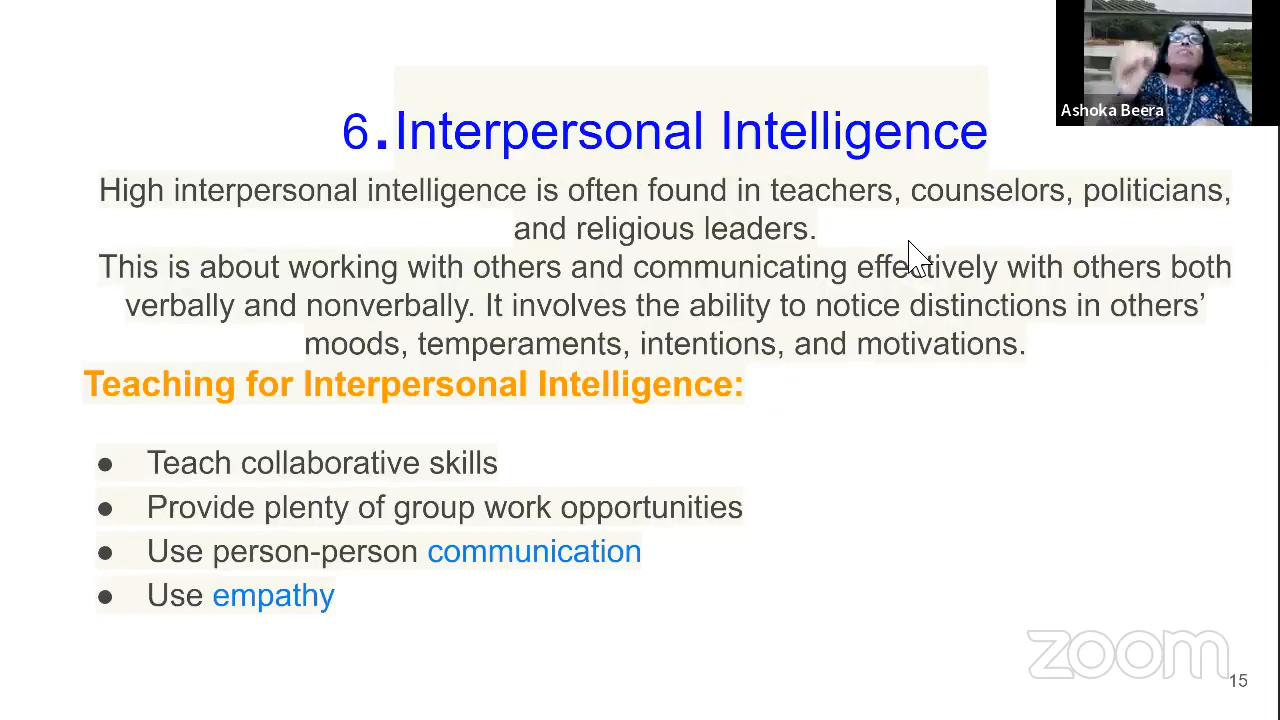 Ashoka Beera
6.Interpersonal Intelligence
High interpersonal intelligence is often found in teachers, counselors, politicians,
and religious leaders.
This is about working with others and communicating effectively with others both
verbally and nonverbally. It involves the ability to notice distinctions in others’
moods, temperaments, intentions, and motivations.
Teaching for Interpersonal Intelligence:
● Teach collaborative skills
● Provide plenty of group work opportunities
● Use person-person communication
● Use empathy
zoom
15